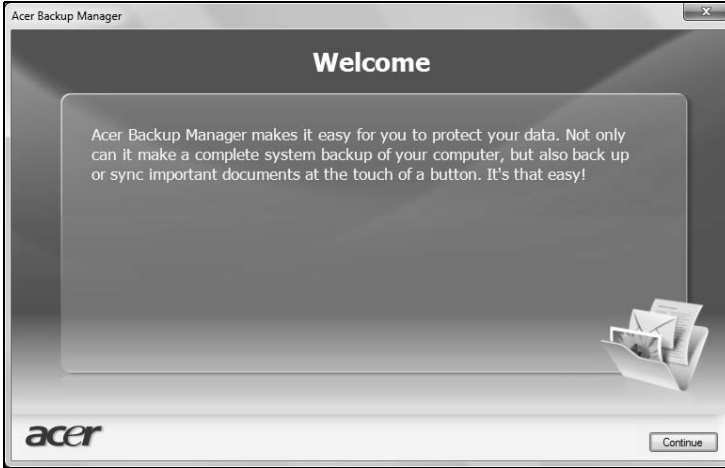 Acer Backup Manager
x
Welcome
Acer Backup Manager makes it easy for you to protect your data. Not only
can it make a complete system backup of your computer, but also back up
or sync important documents at the touch of a button. It's that easy!
acer
Continue